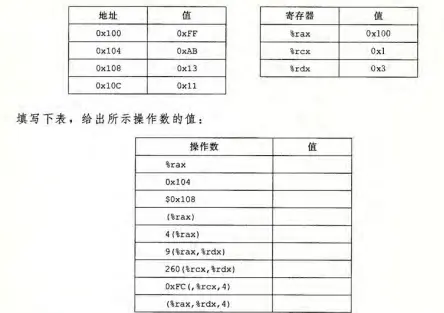 地址 值
0x100 0xFF
0x104 0xAB
0x108 0x13
0x10C 0x11
寄存器 值
%rax 0x100
%rcx 0x1
%rdx 0x3
填写下表，给出所示操作数的值：
操作数 值
%rax
0x104
$0x108
(%rax)
4(%rax)
9(%rax,%rdx)
260(%rcx,%rdx)
0xFC(,%rcx,4)
(%rax,%rdx,4)